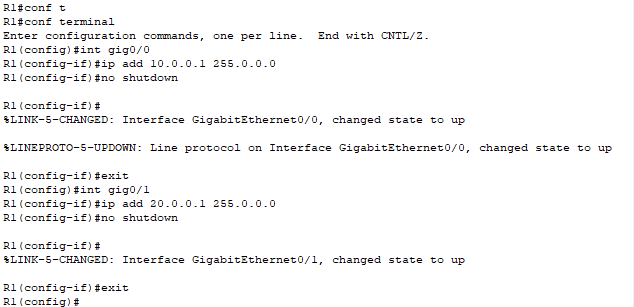 R1#conf t
R1#conf terminal
Enter configuration commands, one per line.  End with CNTL/Z.
R1(config)#int gig0/0
R1(config-if)#ip add 10.0.0.1 255.0.0.0
R1(config-if)#no shutdown
R1(config-if)#
%LINK-5-CHANGED: Interface GigabitEthernet0/0, changed state to up
%LINEPROTO-5-UPDOWN: Line protocol on Interface GigabitEthernet0/0, changed state to up
R1(config-if)#exit
R1(config)#int gig0/1
R1(config-if)#ip add 20.0.0.1 255.0.0.0
R1(config-if)#no shutdown
R1(config-if)#
%LINK-5-CHANGED: Interface GigabitEthernet0/1, changed state to up
R1(config-if)#exit
R1(config)#